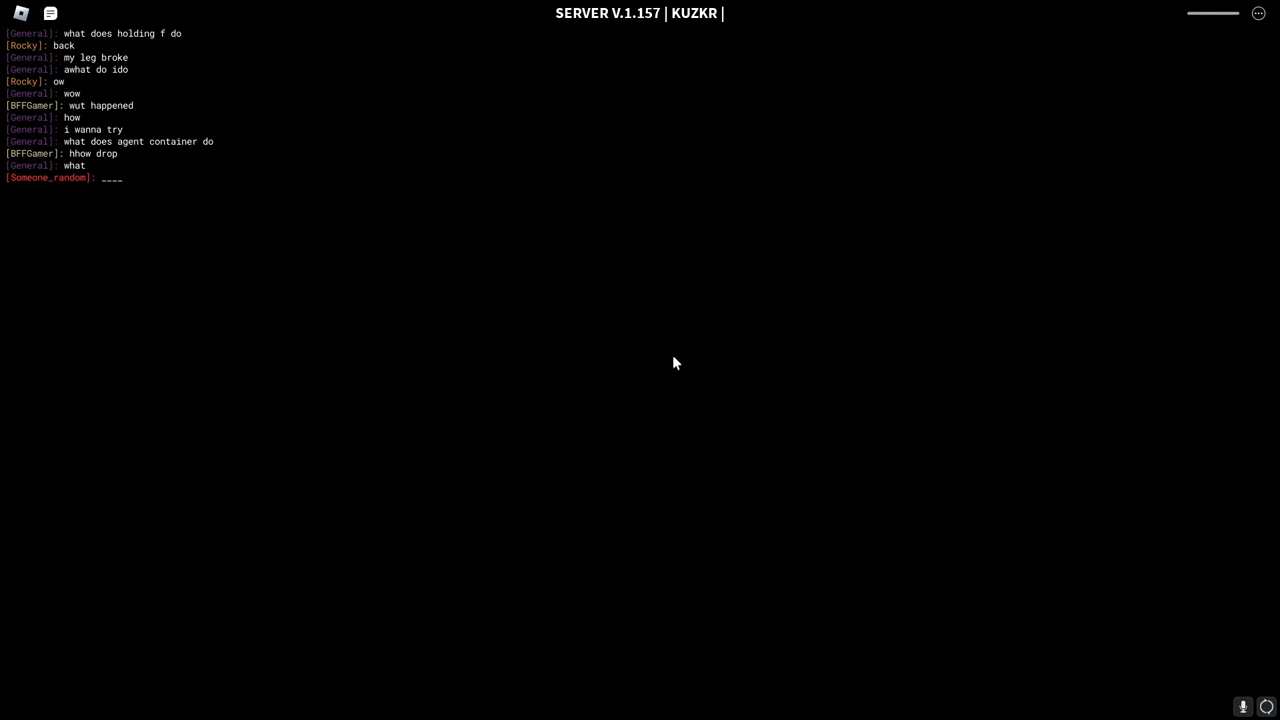 SERVER V.1.157 | KUZKR |
[General]: what does holding f do
[Rocky]: back
[General]: my leg broke
[General]: awhat do ido
[Rocky]: ow
[General]: wow
[BFFGamer]: wut happened
[General]: how
[General]: i wanna try
[General]: what does agent container do
[BFFGamer]: hhow drop
[General]: what
[Someone_random]: ____